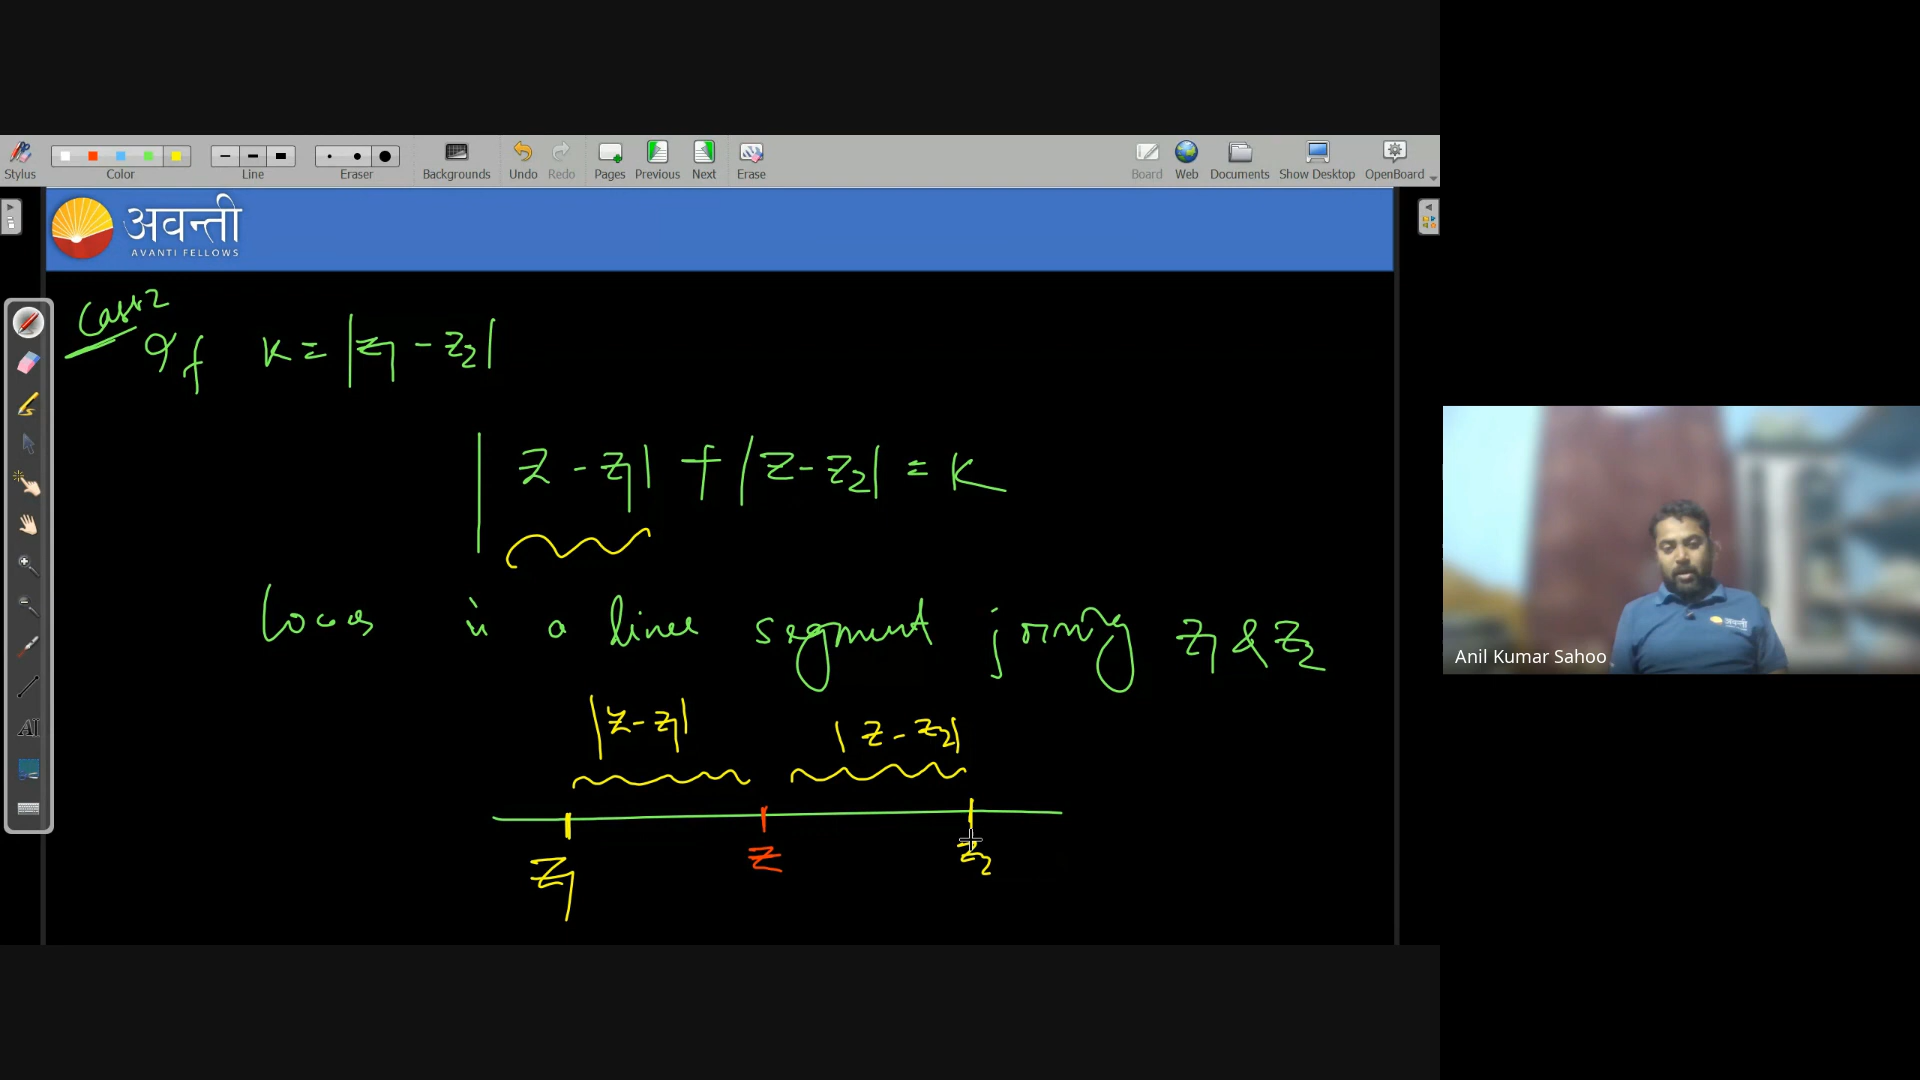 Stylus Color Line Eraser Backgrounds Undo Redo Pages Previous Next Erase Board Web Documents Show Desktop OpenBoard
अवन्ती
AVANTI FELLOWS
Case 2
If K = |z₁ - z₂|
|z - z₁| + |z - z₂| = K
Locus is a line segment joining z₁ & z₂
|z - z₁| |z - z₂|
z₁ z z₂
अवन्ती
Anil Kumar Sahoo